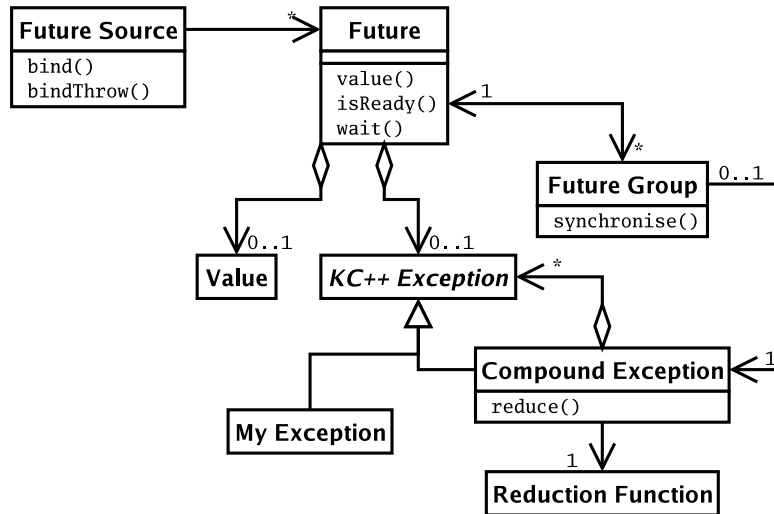 Future Source
bind()
bindThrow()
*
Future
value()
isReady()
wait()
1
*
Future Group
synchronise()
0..1
0..1
Value
0..1
KC++ Exception
*
Compound Exception
reduce()
1
My Exception
1
Reduction Function